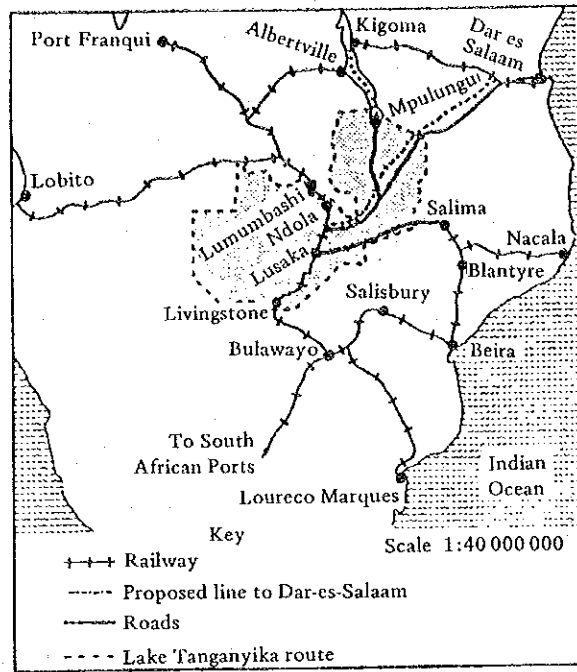 Port Franqui
Albertville
Kigoma
Dar es
Salaam
Mpulungu
Lobito
Lumumbashi
Ndola
Lusaka
Salima
Nacala
Blantyre
Livingstone
Salisbury
Bulawayo
Beira
To South
African Ports
Loureco Marques
Indian
Ocean
Key
Scale 1:40 000 000
Railway
Proposed line to Dar-es-Salaam
Roads
Lake Tanganyika route